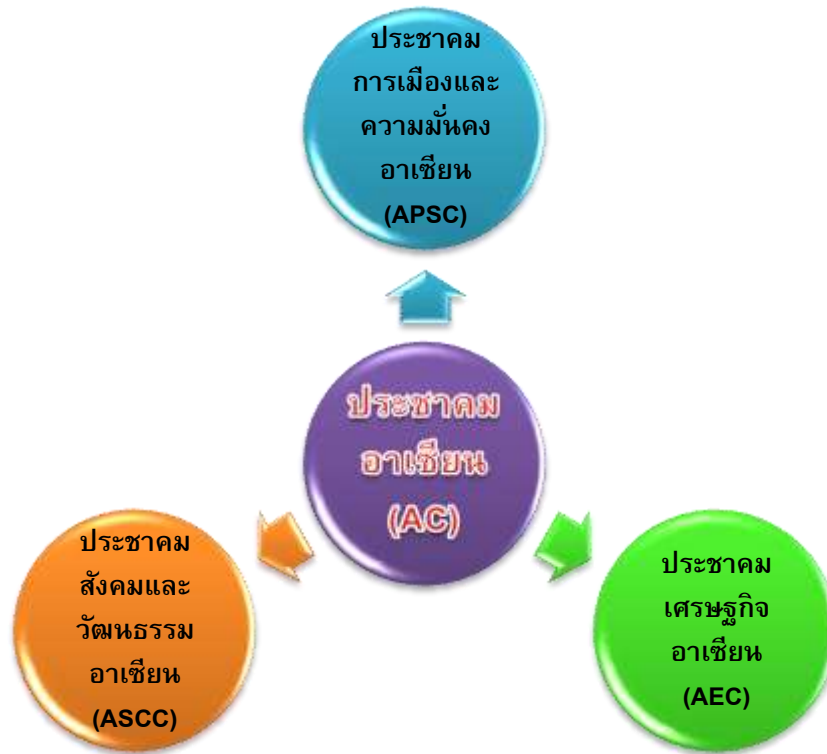 ประชาคม
การเมืองและ
ความมั่นคง
อาเซียน
(APSC)
ประชาคม
อาเซียน
(AC)
ประชาคม
สังคมและ
วัฒนธรรม
อาเซียน
(ASCC)
ประชาคม
เศรษฐกิจ
อาเซียน
(AEC)